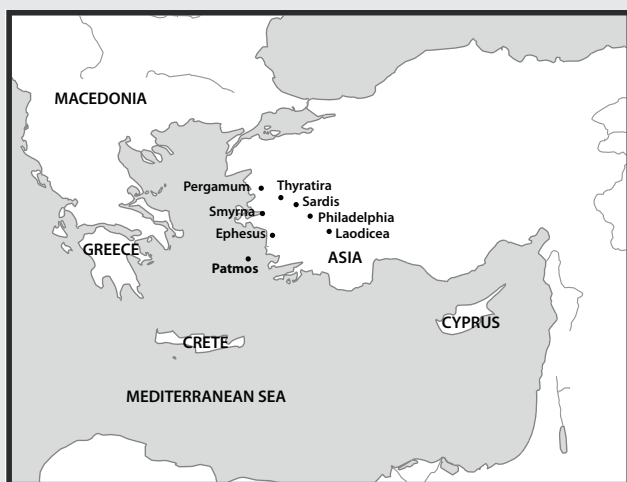 MACEDONIA
Pergamum
Thyratira
Sardis
Smyrna
Philadelphia
Ephesus
Laodicea
GREECE
ASIA
Patmos
CYPRUS
CRETE
MEDITERRANEAN SEA